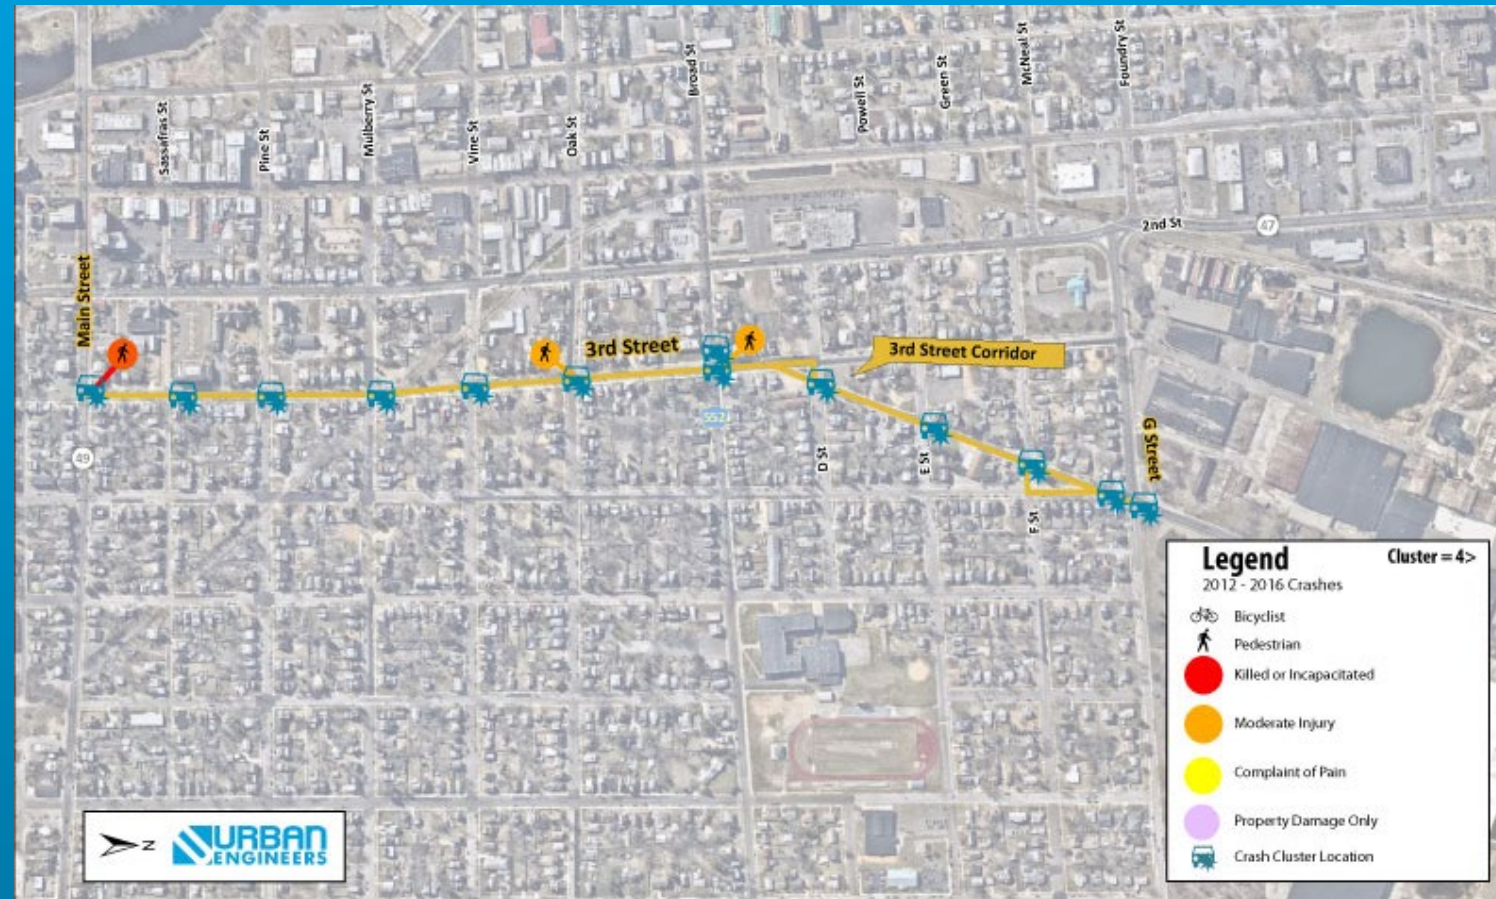 Sassafras St
Pine St
Mulberry St
Vine St
Oak St
Broad St
Powell St
Green St
McNeal St
Foundry St
2nd St
47
Main Street
3rd Street
3rd Street Corridor
552
49
D St
E St
F St
G Street
Legend
Cluster = 4>
2012 - 2016 Crashes
Bicyclist
Pedestrian
Killed or Incapacitated
Moderate Injury
Complaint of Pain
Property Damage Only
Crash Cluster Location
N
URBAN
ENGINEERS